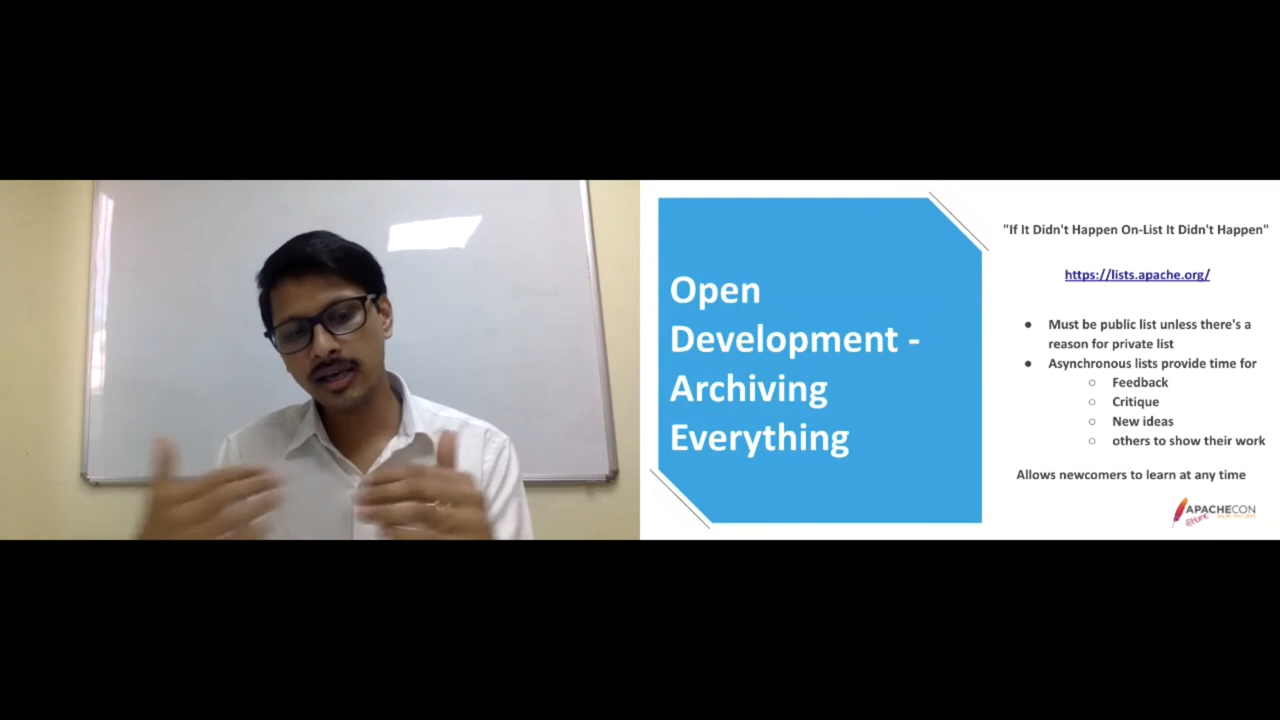 Open
Development -
Archiving
Everything
"If It Didn't Happen On-List It Didn't Happen"
https://lists.apache.org/
● Must be public list unless there's a
reason for private list
● Asynchronous lists provide time for
○ Feedback
○ Critique
○ New ideas
○ others to show their work
Allows newcomers to learn at any time
APACHECON
@Home